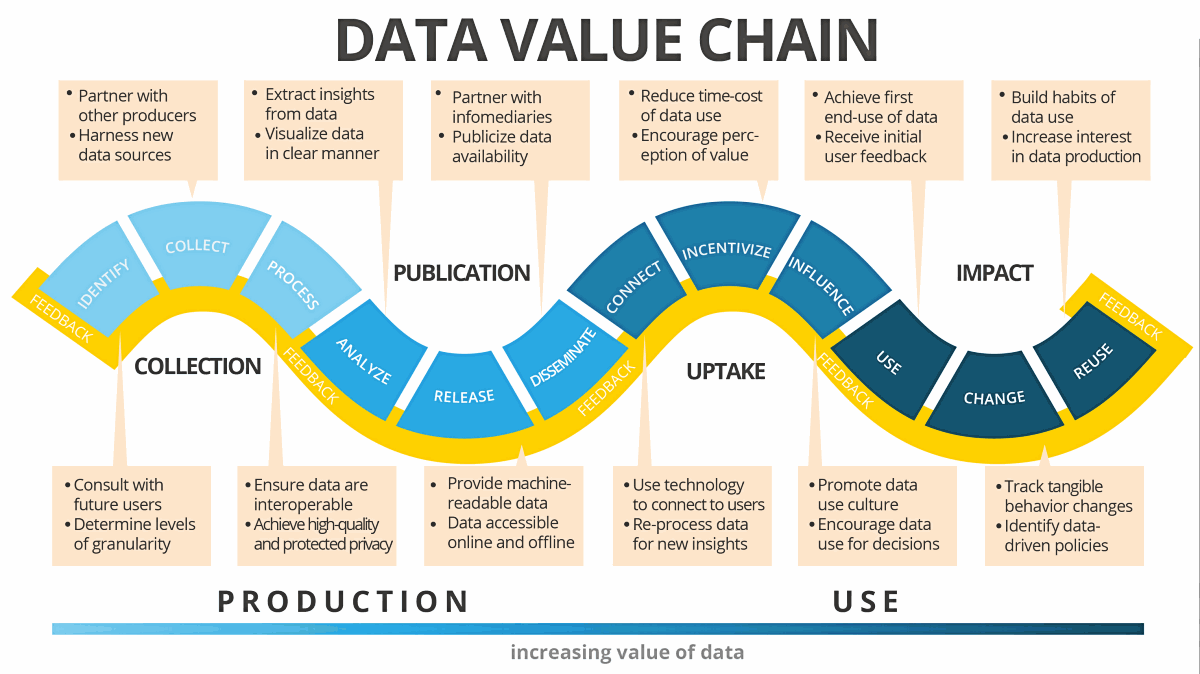 DATA VALUE CHAIN
• Partner with
other producers
• Harness new
data sources
• Extract insights
from data
• Visualize data
in clear manner
• Partner with
infomediaries
• Publicize data
availability
• Reduce time-cost
of data use
• Encourage perc-
eption of value
• Achieve first
end-use of data
• Receive initial
user feedback
• Build habits of
data use
• Increase interest
in data production
FEEDBACK
IDENTIFY
COLLECT
PROCESS
COLLECTION
FEEDBACK
ANALYZE
RELEASE
DISSEMINATE
PUBLICATION
FEEDBACK
CONNECT
INCENTIVIZE
INFLUENCE
UPTAKE
FEEDBACK
USE
CHANGE
REUSE
IMPACT
FEEDBACK
• Consult with
future users
• Determine levels
of granularity
• Ensure data are
interoperable
• Achieve high-quality
and protected privacy
• Provide machine-
readable data
• Data accessible
online and offline
• Use technology
to connect to users
• Re-process data
for new insights
• Promote data
use culture
• Encourage data
use for decisions
• Track tangible
behavior changes
• Identify data-
driven policies
PRODUCTION
USE
increasing value of data